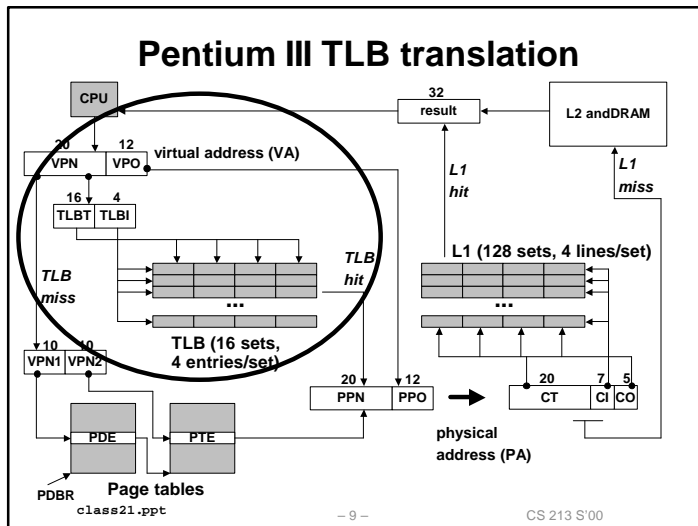 Pentium III TLB translation
CPU
32
result
L2 andDRAM
20 12
VPN VPO
virtual address (VA)
L1
hit
L1
miss
16 4
TLBT TLBI
TLB
miss
TLB
hit
L1 (128 sets, 4 lines/set)
...
...
TLB (16 sets,
4 entries/set)
10 10
VPN1 VPN2
20 12
PPN PPO
20 7 5
CT CI CO
physical
address (PA)
PDE
PTE
PDBR
Page tables
class21.ppt
– 9 –
CS 213 S'00